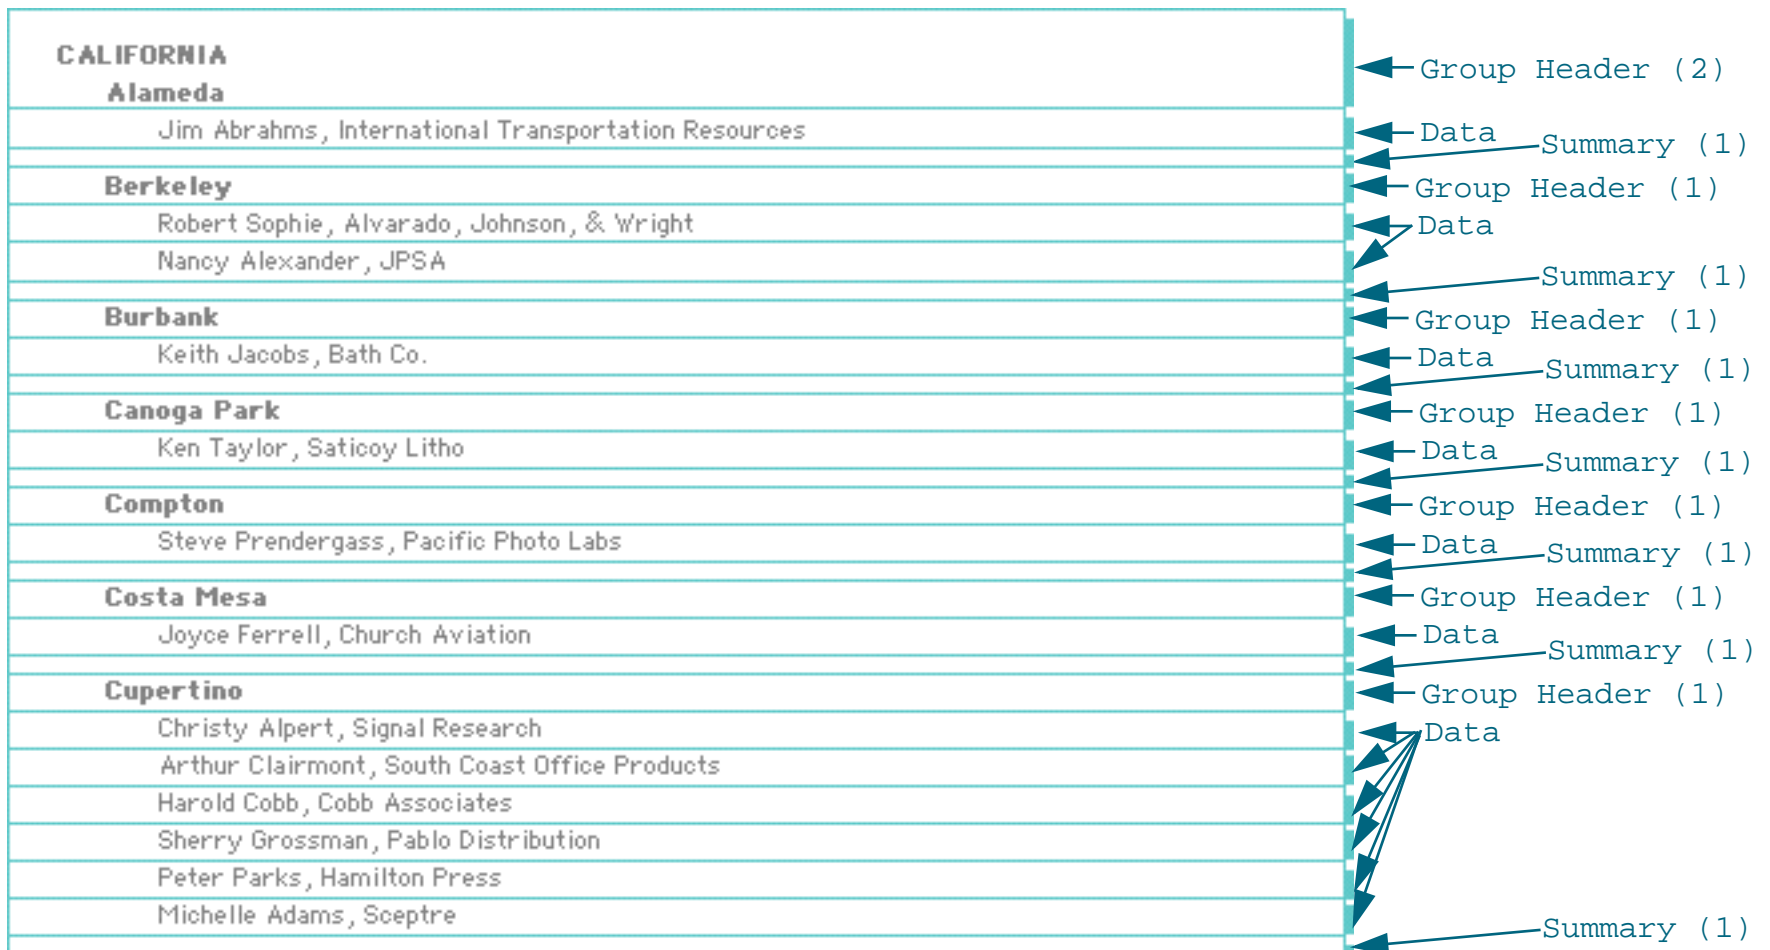 CALIFORNIA
Group Header (2)
Alameda
Jim Abrahms, International Transportation Resources
Data
Summary (1)
Berkeley
Group Header (1)
Robert Sophie, Alvarado, Johnson, & Wright
Data
Nancy Alexander, JPSA
Summary (1)
Burbank
Group Header (1)
Keith Jacobs, Bath Co.
Data
Summary (1)
Canoga Park
Group Header (1)
Ken Taylor, Saticoy Litho
Data
Summary (1)
Compton
Group Header (1)
Steve Prendergass, Pacific Photo Labs
Data
Summary (1)
Costa Mesa
Group Header (1)
Joyce Ferrell, Church Aviation
Data
Summary (1)
Cupertino
Group Header (1)
Christy Alpert, Signal Research
Data
Arthur Clairmont, South Coast Office Products
Harold Cobb, Cobb Associates
Sherry Grossman, Pablo Distribution
Peter Parks, Hamilton Press
Michelle Adams, Sceptre
Summary (1)